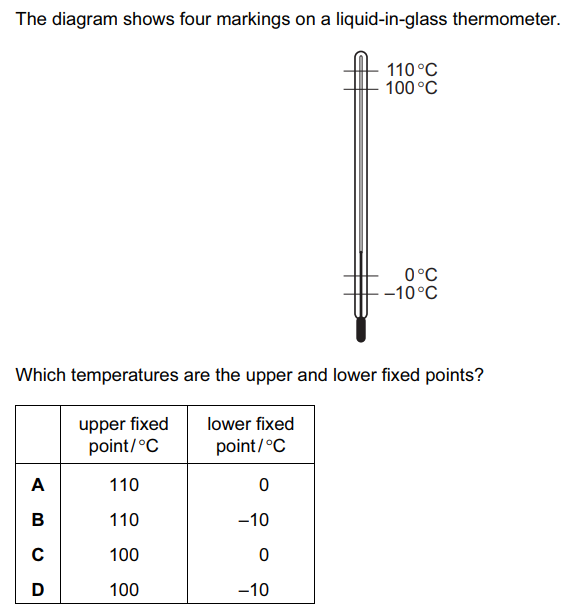 The diagram shows four markings on a liquid-in-glass thermometer.
110 °C
100 °C
0 °C
–10 °C
Which temperatures are the upper and lower fixed points?
upper fixed point / °C lower fixed point / °C
A 110 0
B 110 –10
C 100 0
D 100 –10